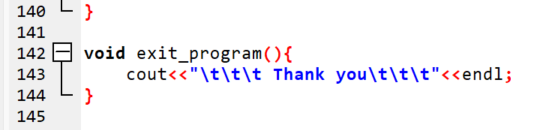 140 }
141
142 void exit_program(){
143     cout<<"\t\t\t Thank you\t\t\t"<<endl;
144 }
145